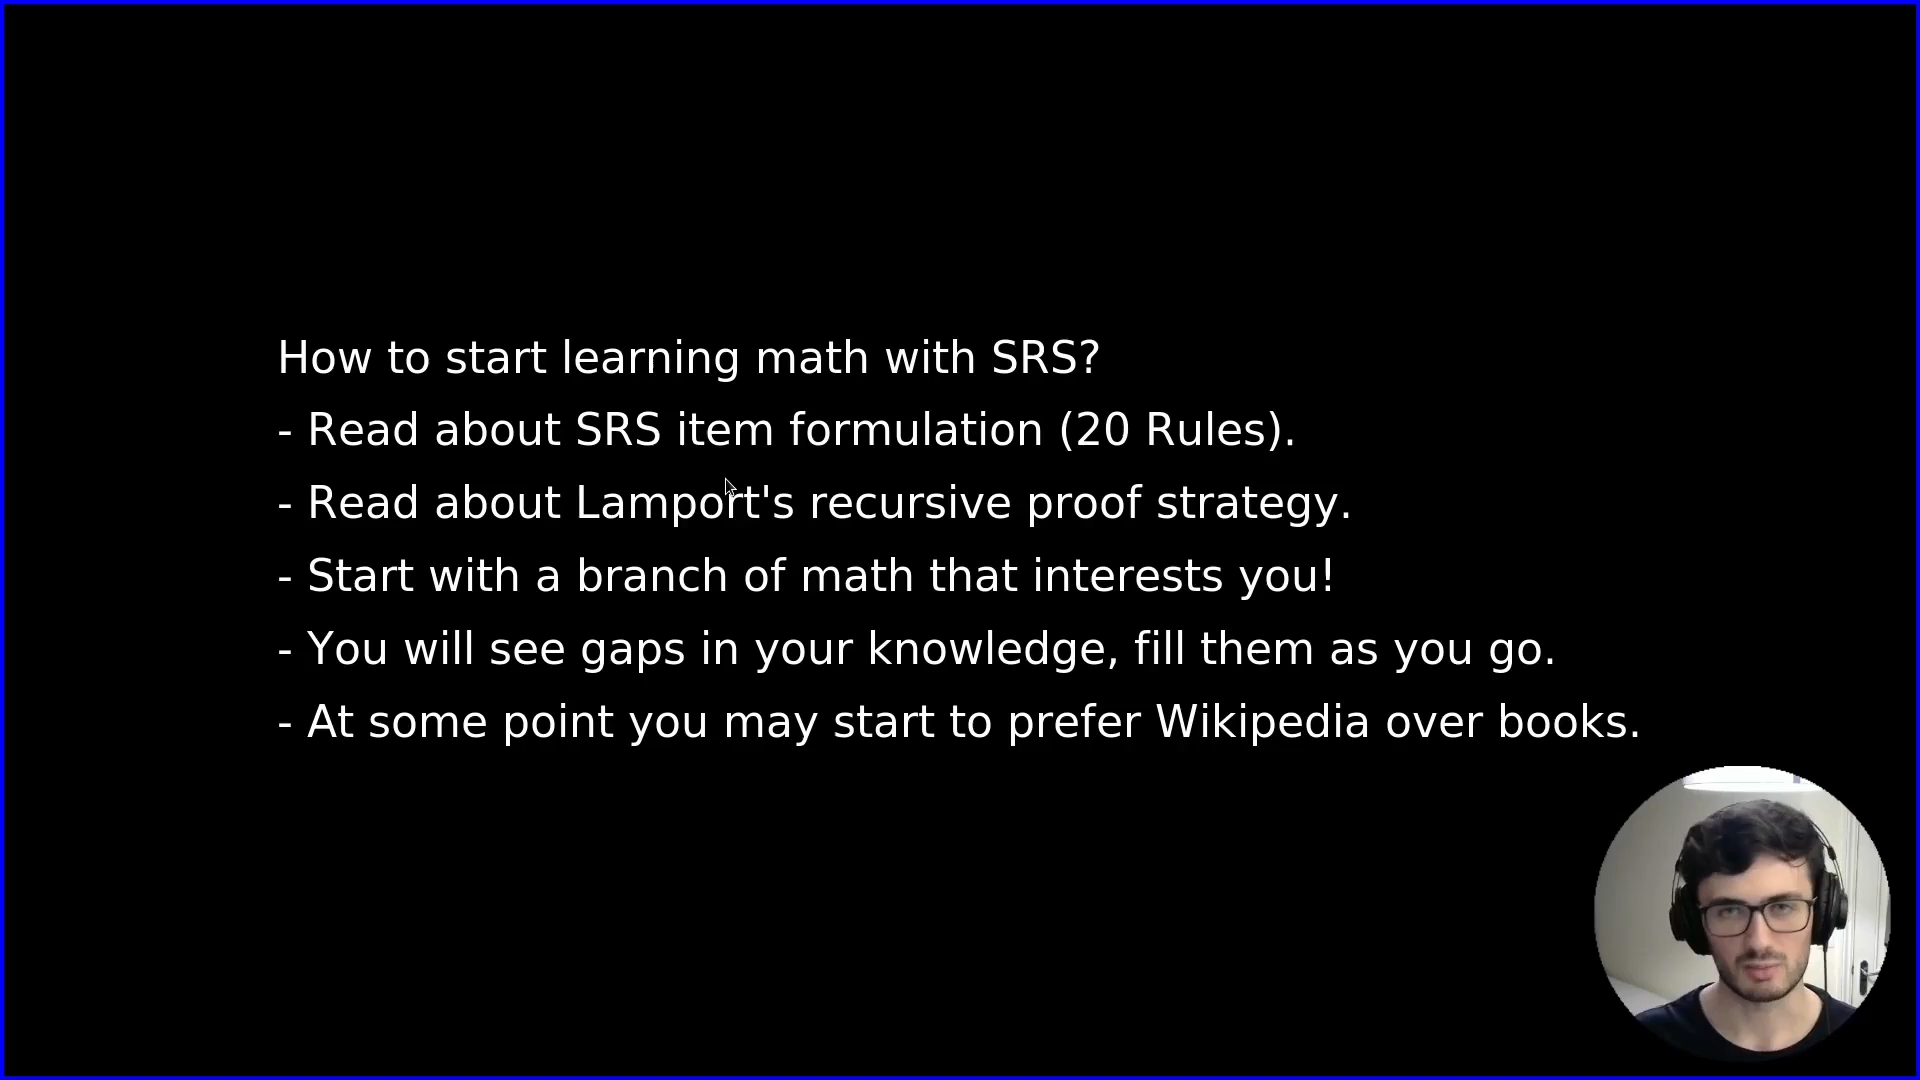 How to start learning math with SRS?
- Read about SRS item formulation (20 Rules).
- Read about Lamport's recursive proof strategy.
- Start with a branch of math that interests you!
- You will see gaps in your knowledge, fill them as you go.
- At some point you may start to prefer Wikipedia over books.